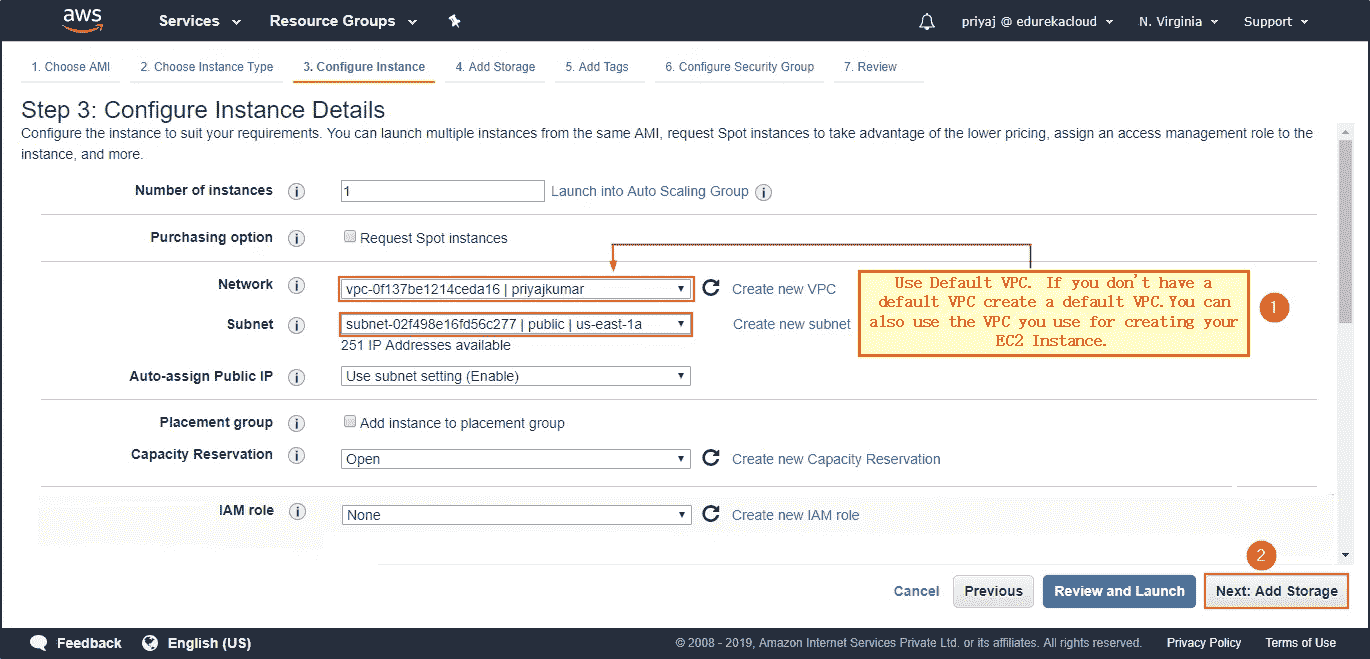 aws Services Resource Groups priyaj @ edurekacloud N. Virginia Support
1. Choose AMI 2. Choose Instance Type 3. Configure Instance 4. Add Storage 5. Add Tags 6. Configure Security Group 7. Review
Step 3: Configure Instance Details
Configure the instance to suit your requirements. You can launch multiple instances from the same AMI, request Spot instances to take advantage of the lower pricing, assign an access management role to the
instance, and more.
Number of instances i 1 Launch into Auto Scaling Group i
Purchasing option i Request Spot instances
Network i vpc-0f137be1214ceda16 | priyajkumar Create new VPC
Subnet i subnet-02f498e16fd56c277 | public | us-east-1a Create new subnet
251 IP Addresses available
Use Default VPC. If you don't have a
default VPC create a default VPC.You can
also use the VPC you use for creating your
EC2 Instance.
1
Auto-assign Public IP i Use subnet setting (Enable)
Placement group i Add instance to placement group
Capacity Reservation i Open Create new Capacity Reservation
IAM role i None Create new IAM role
2
Cancel Previous Review and Launch Next: Add Storage
Feedback English (US) © 2008 - 2019, Amazon Internet Services Private Ltd. or its affiliates. All rights reserved. Privacy Policy Terms of Use